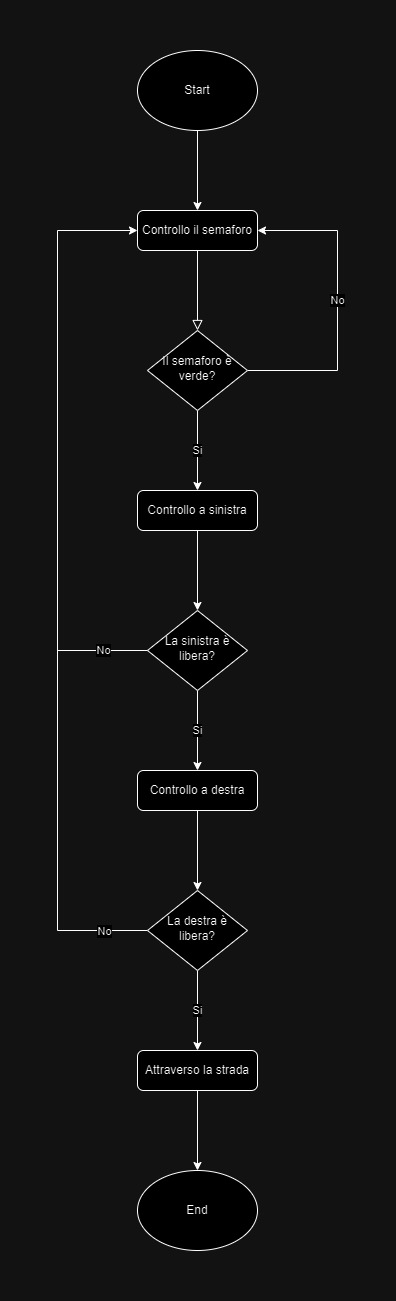 Start
Controllo il semaforo
No
Il semaforo è
verde?
Si
Controllo a sinistra
La sinistra è
libera?
No
Si
Controllo a destra
La destra è
libera?
No
Si
Attraverso la strada
End